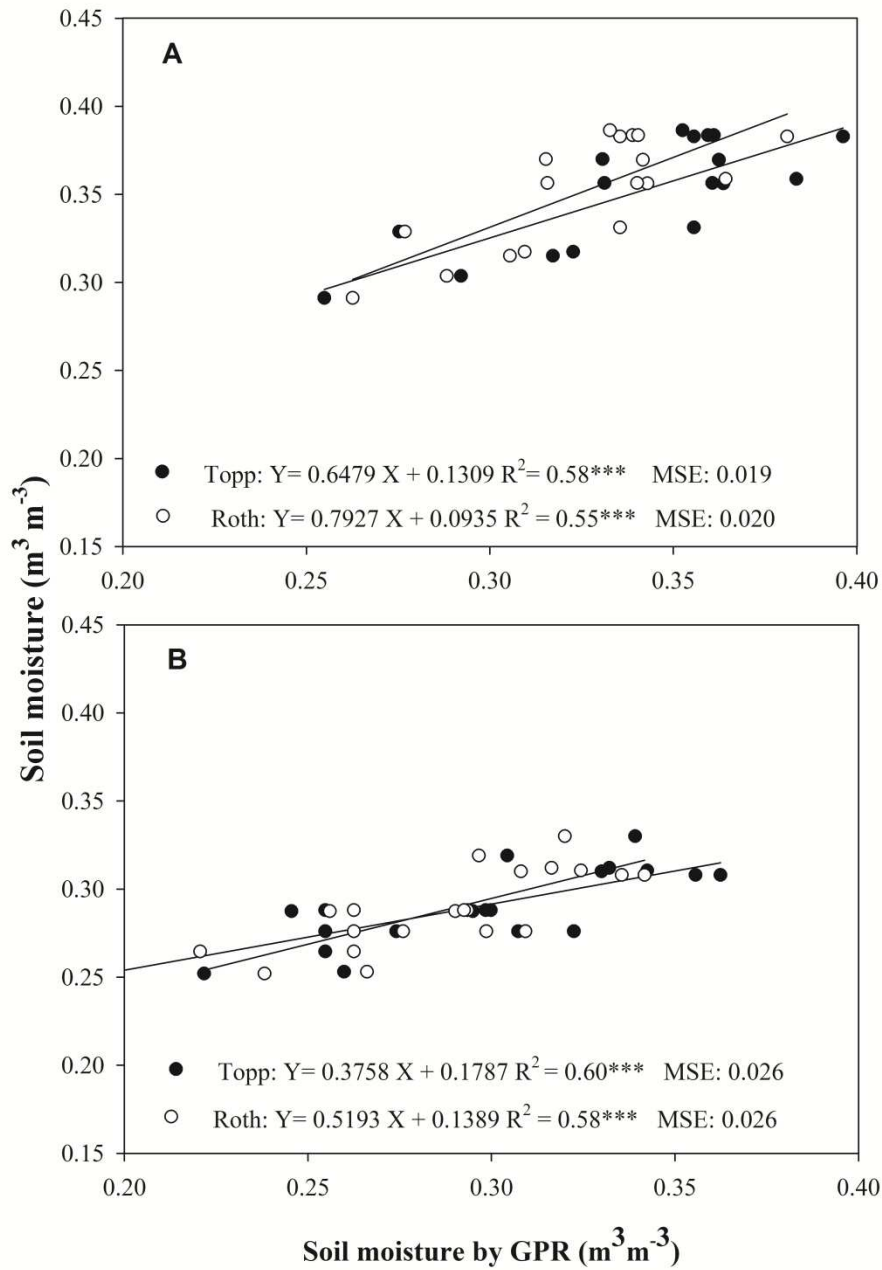 A
0.45
0.40
0.35
0.30
0.25
0.20
0.15
Topp: Y= 0.6479 X + 0.1309 R²= 0.58*** MSE: 0.019
Roth: Y= 0.7927 X + 0.0935 R² = 0.55*** MSE: 0.020
0.20 0.25 0.30 0.35 0.40
Soil moisture (m³ m⁻³)
B
0.45
0.40
0.35
0.30
0.25
0.20
0.15
Topp: Y= 0.3758 X + 0.1787 R² = 0.60*** MSE: 0.026
Roth: Y= 0.5193 X + 0.1389 R² = 0.58*** MSE: 0.026
0.20 0.25 0.30 0.35 0.40
Soil moisture by GPR (m³m⁻³)